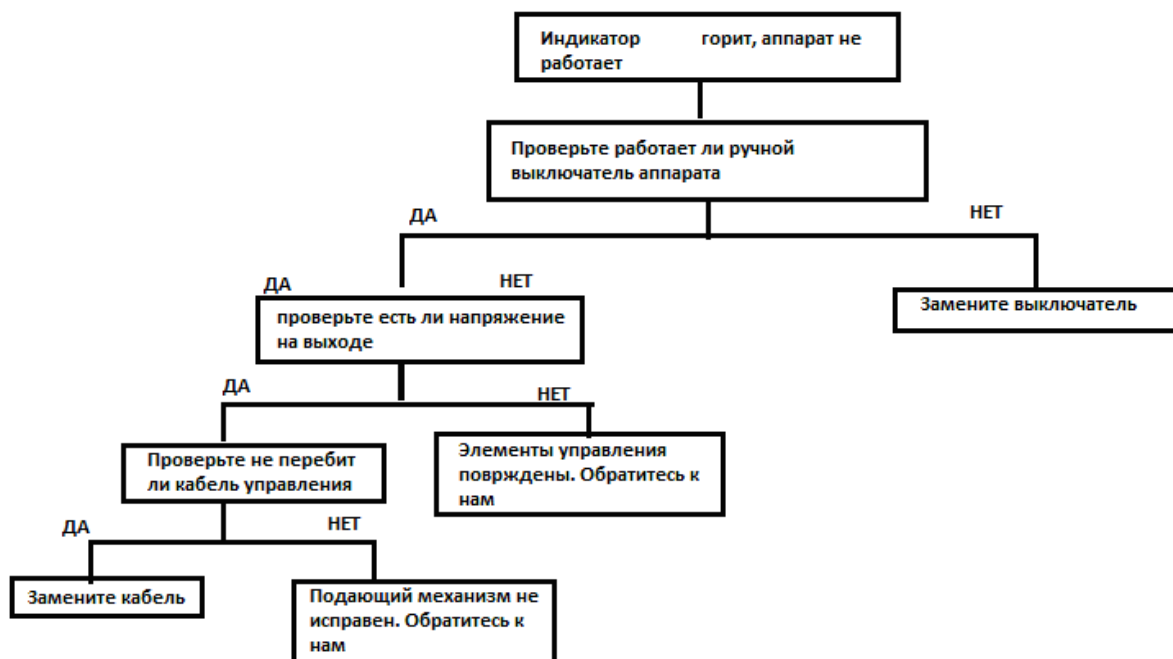 Индикатор горит, аппарат не
работает
Проверьте работает ли ручной
выключатель аппарата
ДА
НЕТ
ДА
НЕТ
проверьте есть ли напряжение
на выходе
Замените выключатель
ДА
НЕТ
Проверьте не перебит
ли кабель управления
Элементы управления
поврждены. Обратитесь к
нам
ДА
НЕТ
Замените кабель
Подающий механизм не
исправен. Обратитесь к
нам